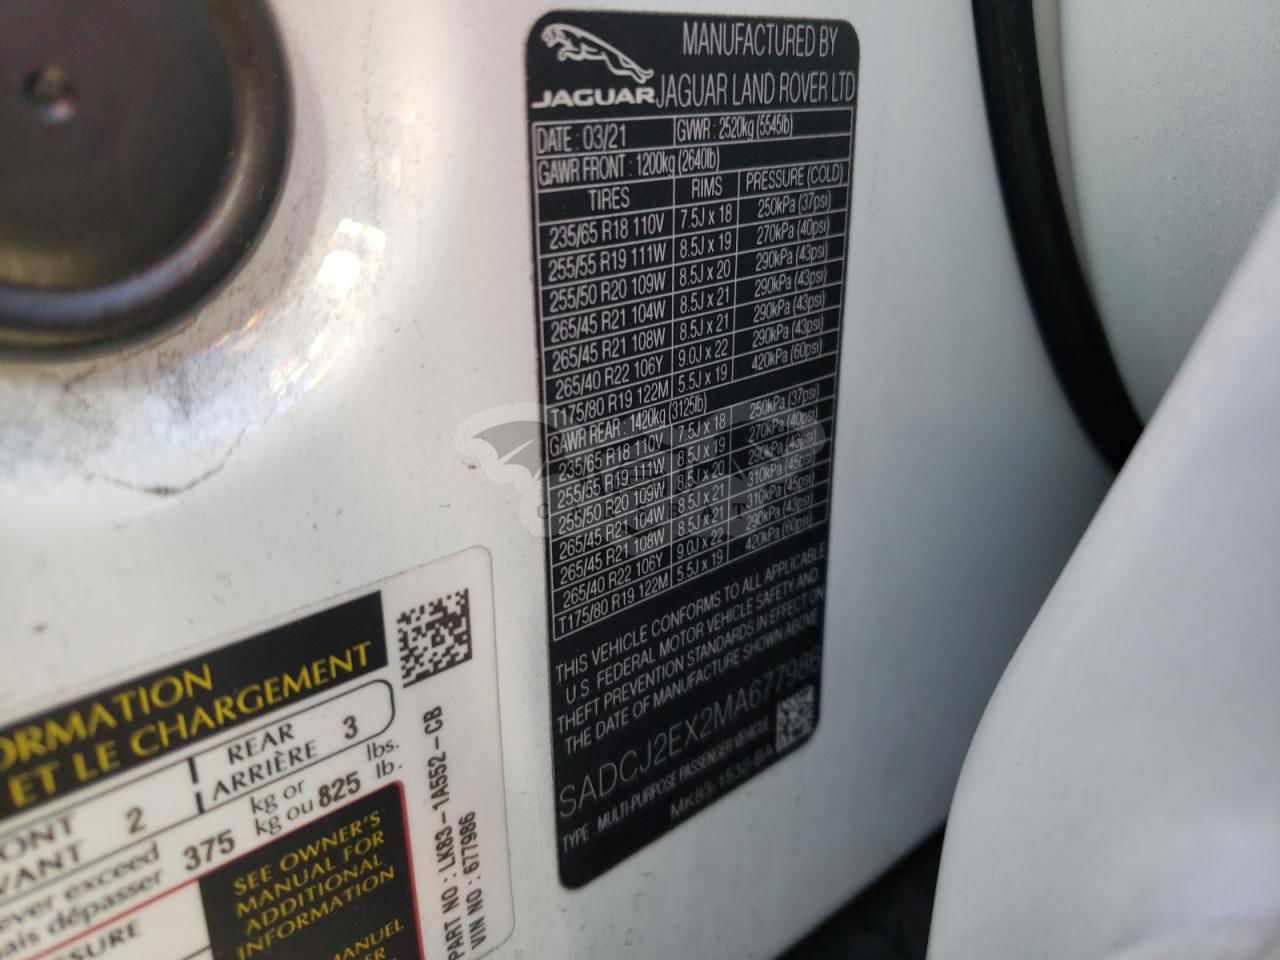 JAGUAR
MANUFACTURED BY
JAGUAR LAND ROVER LTD
DATE : 03/21 GVWR : 2520kg (5545lb)
GAWR FRONT : 1200kg (2640lb)
TIRES RIMS PRESSURE (COLD)
235/65 R18 110V 7.5J x 18 250kPa (37psi)
255/55 R19 111W 8.5J x 19 270kPa (40psi)
255/50 R20 109W 8.5J x 20 290kPa (43psi)
265/45 R21 104W 8.5J x 21 290kPa (43psi)
265/45 R21 108W 8.5J x 21 290kPa (43psi)
265/40 R22 106Y 9.0J x 22 290kPa (43psi)
T175/80 R19 122M 5.5J x 19 420kPa (60psi)
GAWR REAR : 1420kg (3125lb)
235/65 R18 110V 7.5J x 18 250kPa (37psi)
255/55 R19 111W 8.5J x 19 270kPa (40psi)
255/50 R20 109W 8.5J x 20 290kPa (43psi)
265/45 R21 104W 8.5J x 21 310kPa (45psi)
265/45 R21 108W 8.5J x 21 310kPa (45psi)
265/40 R22 106Y 9.0J x 22 290kPa (43psi)
T175/80 R19 122M 5.5J x 19 420kPa (60psi)
THIS VEHICLE CONFORMS TO ALL APPLICABLE
U.S. FEDERAL MOTOR VEHICLE SAFETY AND
THEFT PREVENTION STANDARDS IN EFFECT ON
THE DATE OF MANUFACTURE SHOWN ABOVE
SADCJ2EX2MA677986
TYPE : MULTI-PURPOSE PASSENGER VEHICLE
MK83-1532-BA
ORMATION
ET LE CHARGEMENT
ONT 2 REAR 3
VANT ARRIÈRE
ever exceed 375 kg or 825 lbs.
ais dépasser kg ou lb.
SSURE
SEE OWNER'S
MANUAL FOR
ADDITIONAL
INFORMATION
MANUEL
PART NO : LK83-1A552-CB
VIN NO : 677986